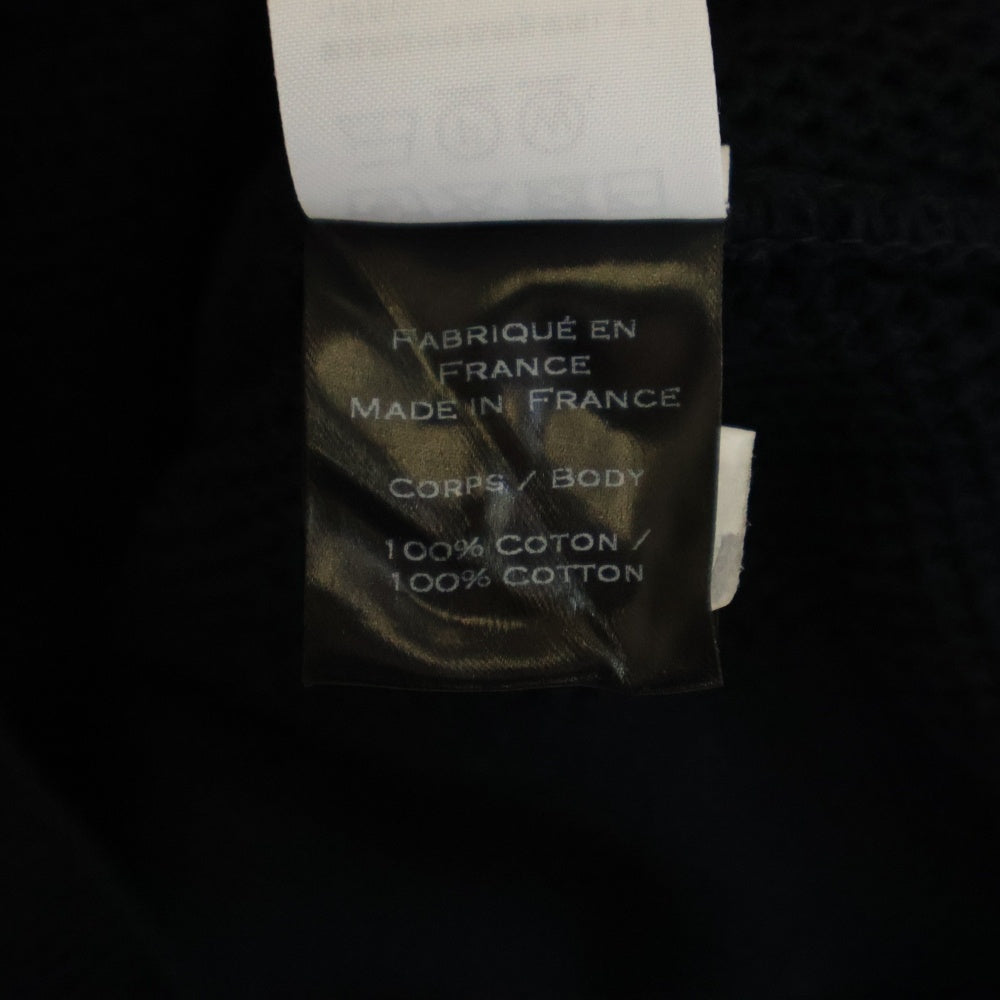 FABRIQUÉ EN
FRANCE
MADE IN FRANCE
CORPS / BODY
100% COTON /
100% COTTON